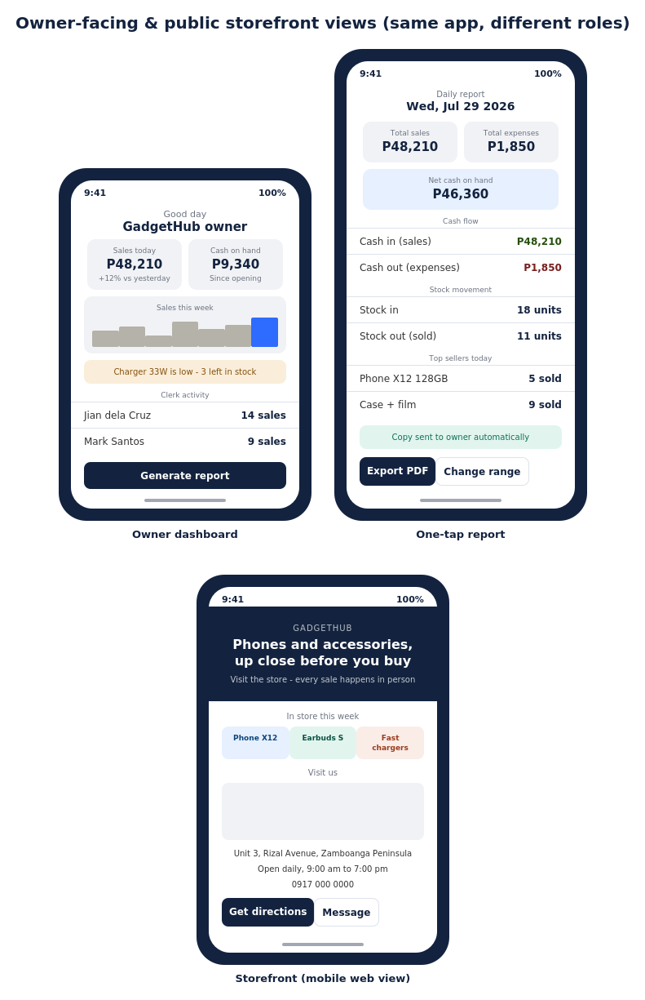 Owner-facing & public storefront views (same app, different roles)
9:41 100%
Good day
GadgetHub owner
Sales today
P48,210
+12% vs yesterday
Cash on hand
P9,340
Since opening
Sales this week
Charger 33W is low - 3 left in stock
Clerk activity
Jian dela Cruz 14 sales
Mark Santos 9 sales
Generate report
Owner dashboard
9:41 100%
Daily report
Wed, Jul 29 2026
Total sales
P48,210
Total expenses
P1,850
Net cash on hand
P46,360
Cash flow
Cash in (sales) P48,210
Cash out (expenses) P1,850
Stock movement
Stock in 18 units
Stock out (sold) 11 units
Top sellers today
Phone X12 128GB 5 sold
Case + film 9 sold
Copy sent to owner automatically
Export PDF Change range
One-tap report
9:41 100%
GADGETHUB
Phones and accessories,
up close before you buy
Visit the store - every sale happens in person
In store this week
Phone X12
Earbuds S
Fast
chargers
Visit us
Unit 3, Rizal Avenue, Zamboanga Peninsula
Open daily, 9:00 am to 7:00 pm
0917 000 0000
Get directions Message
Storefront (mobile web view)